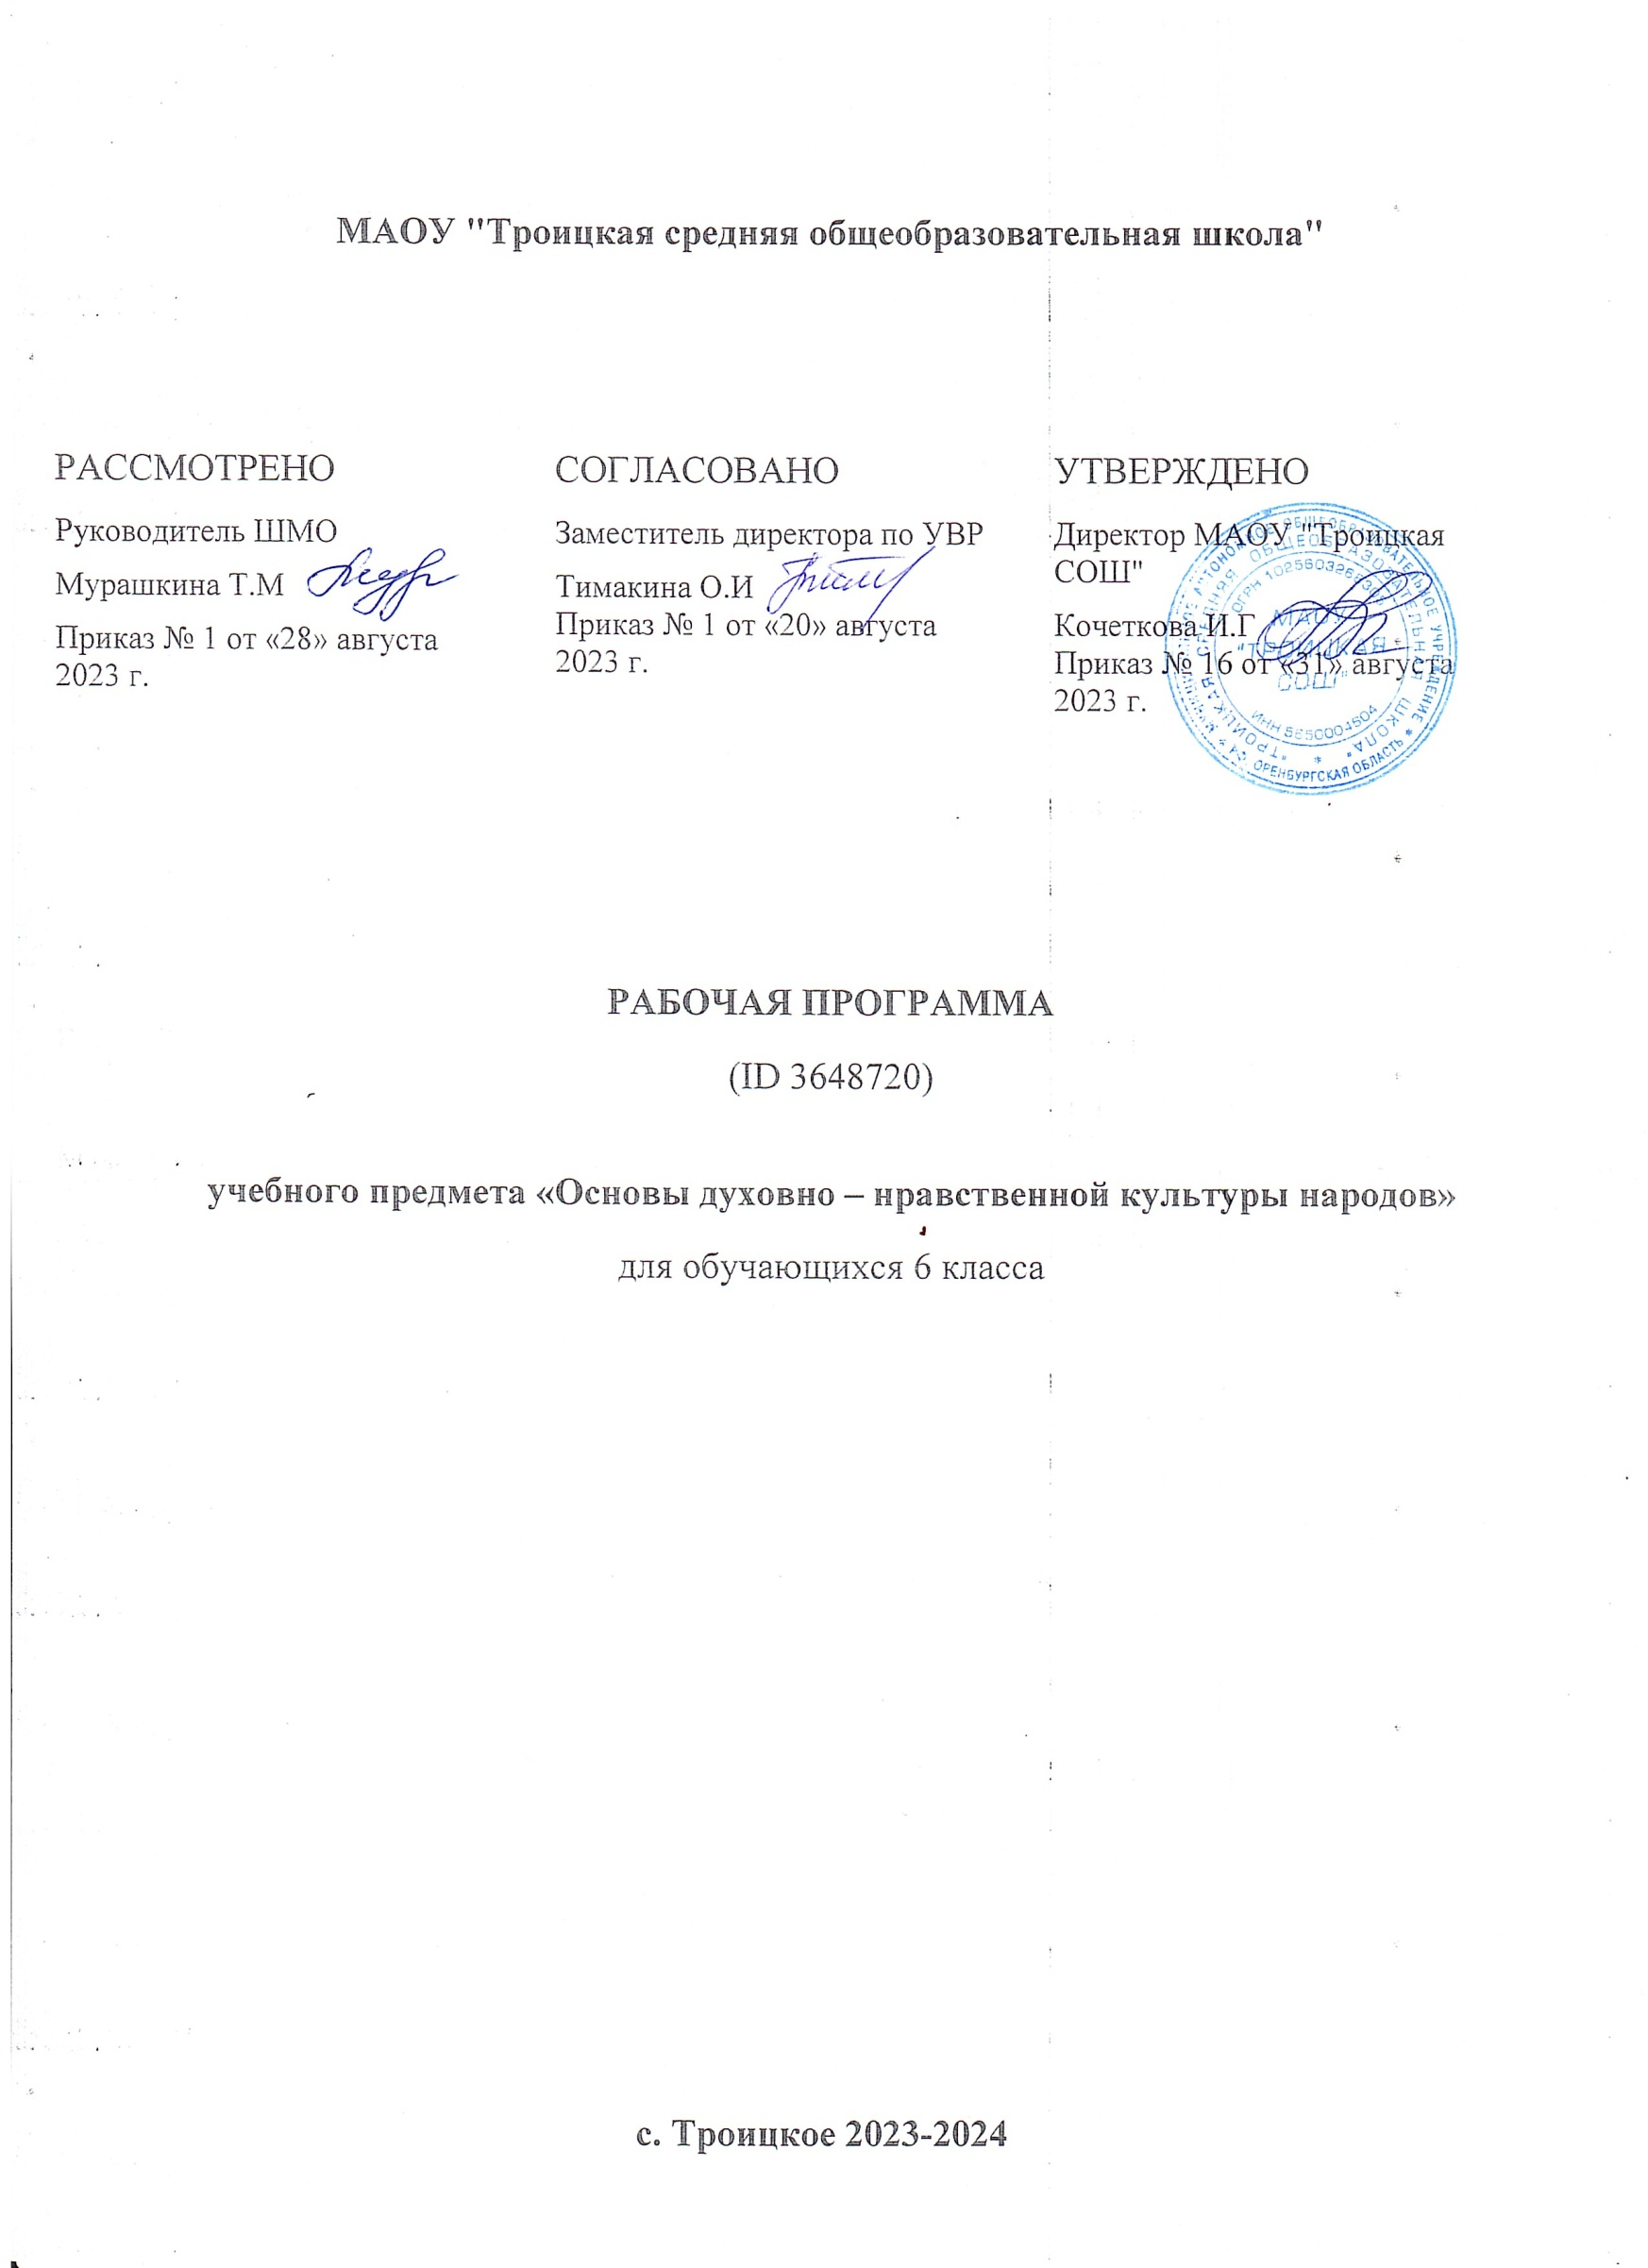 МАОУ "Троицкая средняя общеобразовательная школа"
РАССМОТРЕНО
Руководитель ШМО
Мурашкина Т.М
Приказ № 1 от «28» августа
2023 г.
СОГЛАСОВАНО
Заместитель директора по УВР
Тимакина О.И
Приказ № 1 от «20» августа
2023 г.
УТВЕРЖДЕНО
Директор МАОУ "Троицкая
СОШ"
Кочеткова И.Г
Приказ № 16 от «31» августа
2023 г.
МАОУ
"ТРОИЦКАЯ
СОШ"
ОРЕНБУРГСКАЯ ОБЛАСТЬ
РАБОЧАЯ ПРОГРАММА
(ID 3648720)
учебного предмета «Основы духовно – нравственной культуры народов»
для обучающихся 6 класса
с. Троицкое 2023-2024